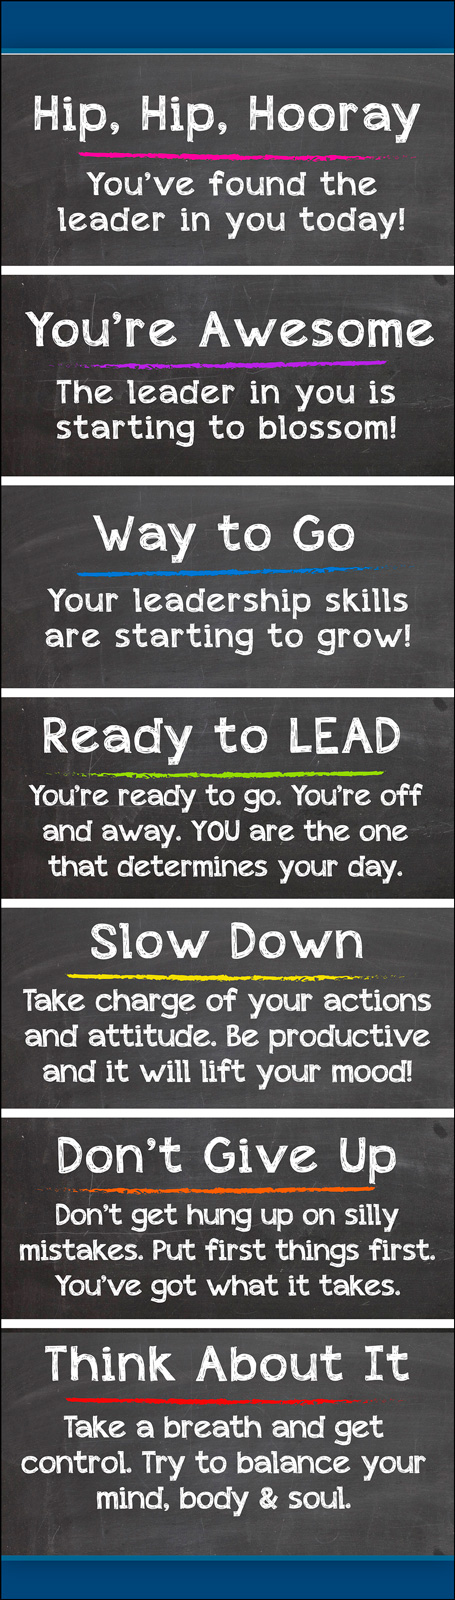 Hip, Hip, Hooray
You've found the
leader in you today!
You're Awesome
The leader in you is
starting to blossom!
Way to Go
Your leadership skills
are starting to grow!
Ready to LEAD
You're ready to go. You're off
and away. YOU are the one
that determines your day.
Slow Down
Take charge of your actions
and attitude. Be productive
and it will lift your mood!
Don't Give Up
Don't get hung up on silly
mistakes. Put first things first.
You've got what it takes.
Think About It
Take a breath and get
control. Try to balance your
mind, body & soul.